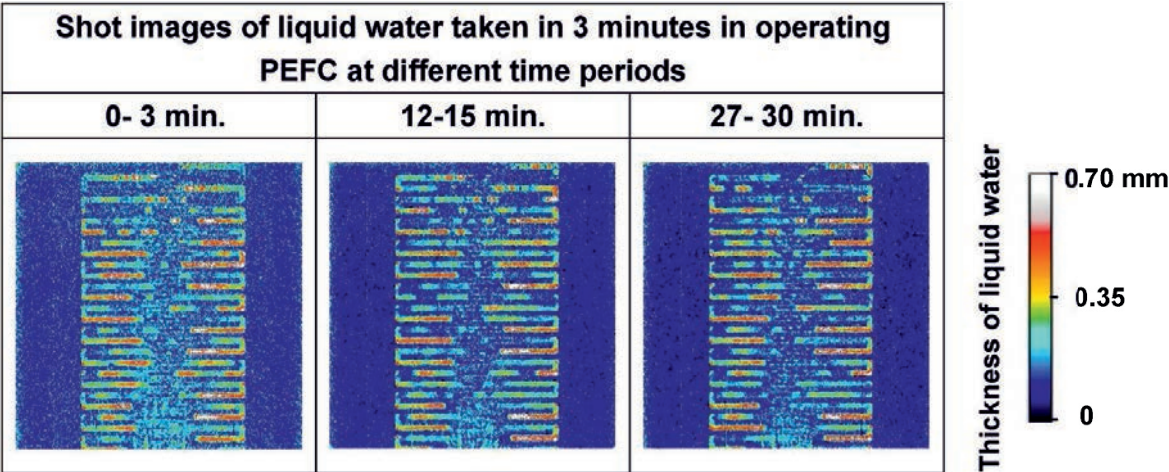 Shot images of liquid water taken in 3 minutes in operating
PEFC at different time periods
0- 3 min.
12-15 min.
27- 30 min.
Thickness of liquid water
0.70 mm
0.35
0